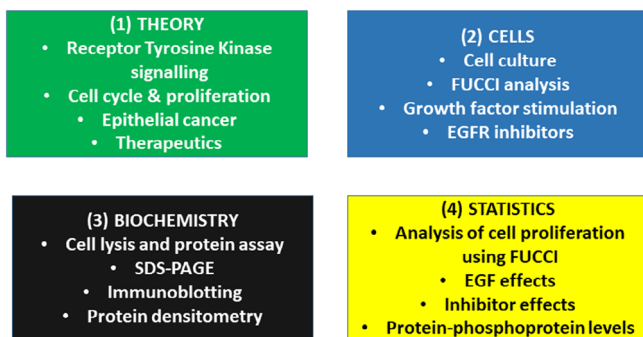 (1) THEORY
• Receptor Tyrosine Kinase
signalling
• Cell cycle & proliferation
• Epithelial cancer
• Therapeutics
(2) CELLS
• Cell culture
• FUCCI analysis
• Growth factor stimulation
• EGFR inhibitors
(3) BIOCHEMISTRY
• Cell lysis and protein assay
• SDS-PAGE
• Immunoblotting
• Protein densitometry
(4) STATISTICS
• Analysis of cell proliferation
using FUCCI
• EGF effects
• Inhibitor effects
• Protein-phosphoprotein levels